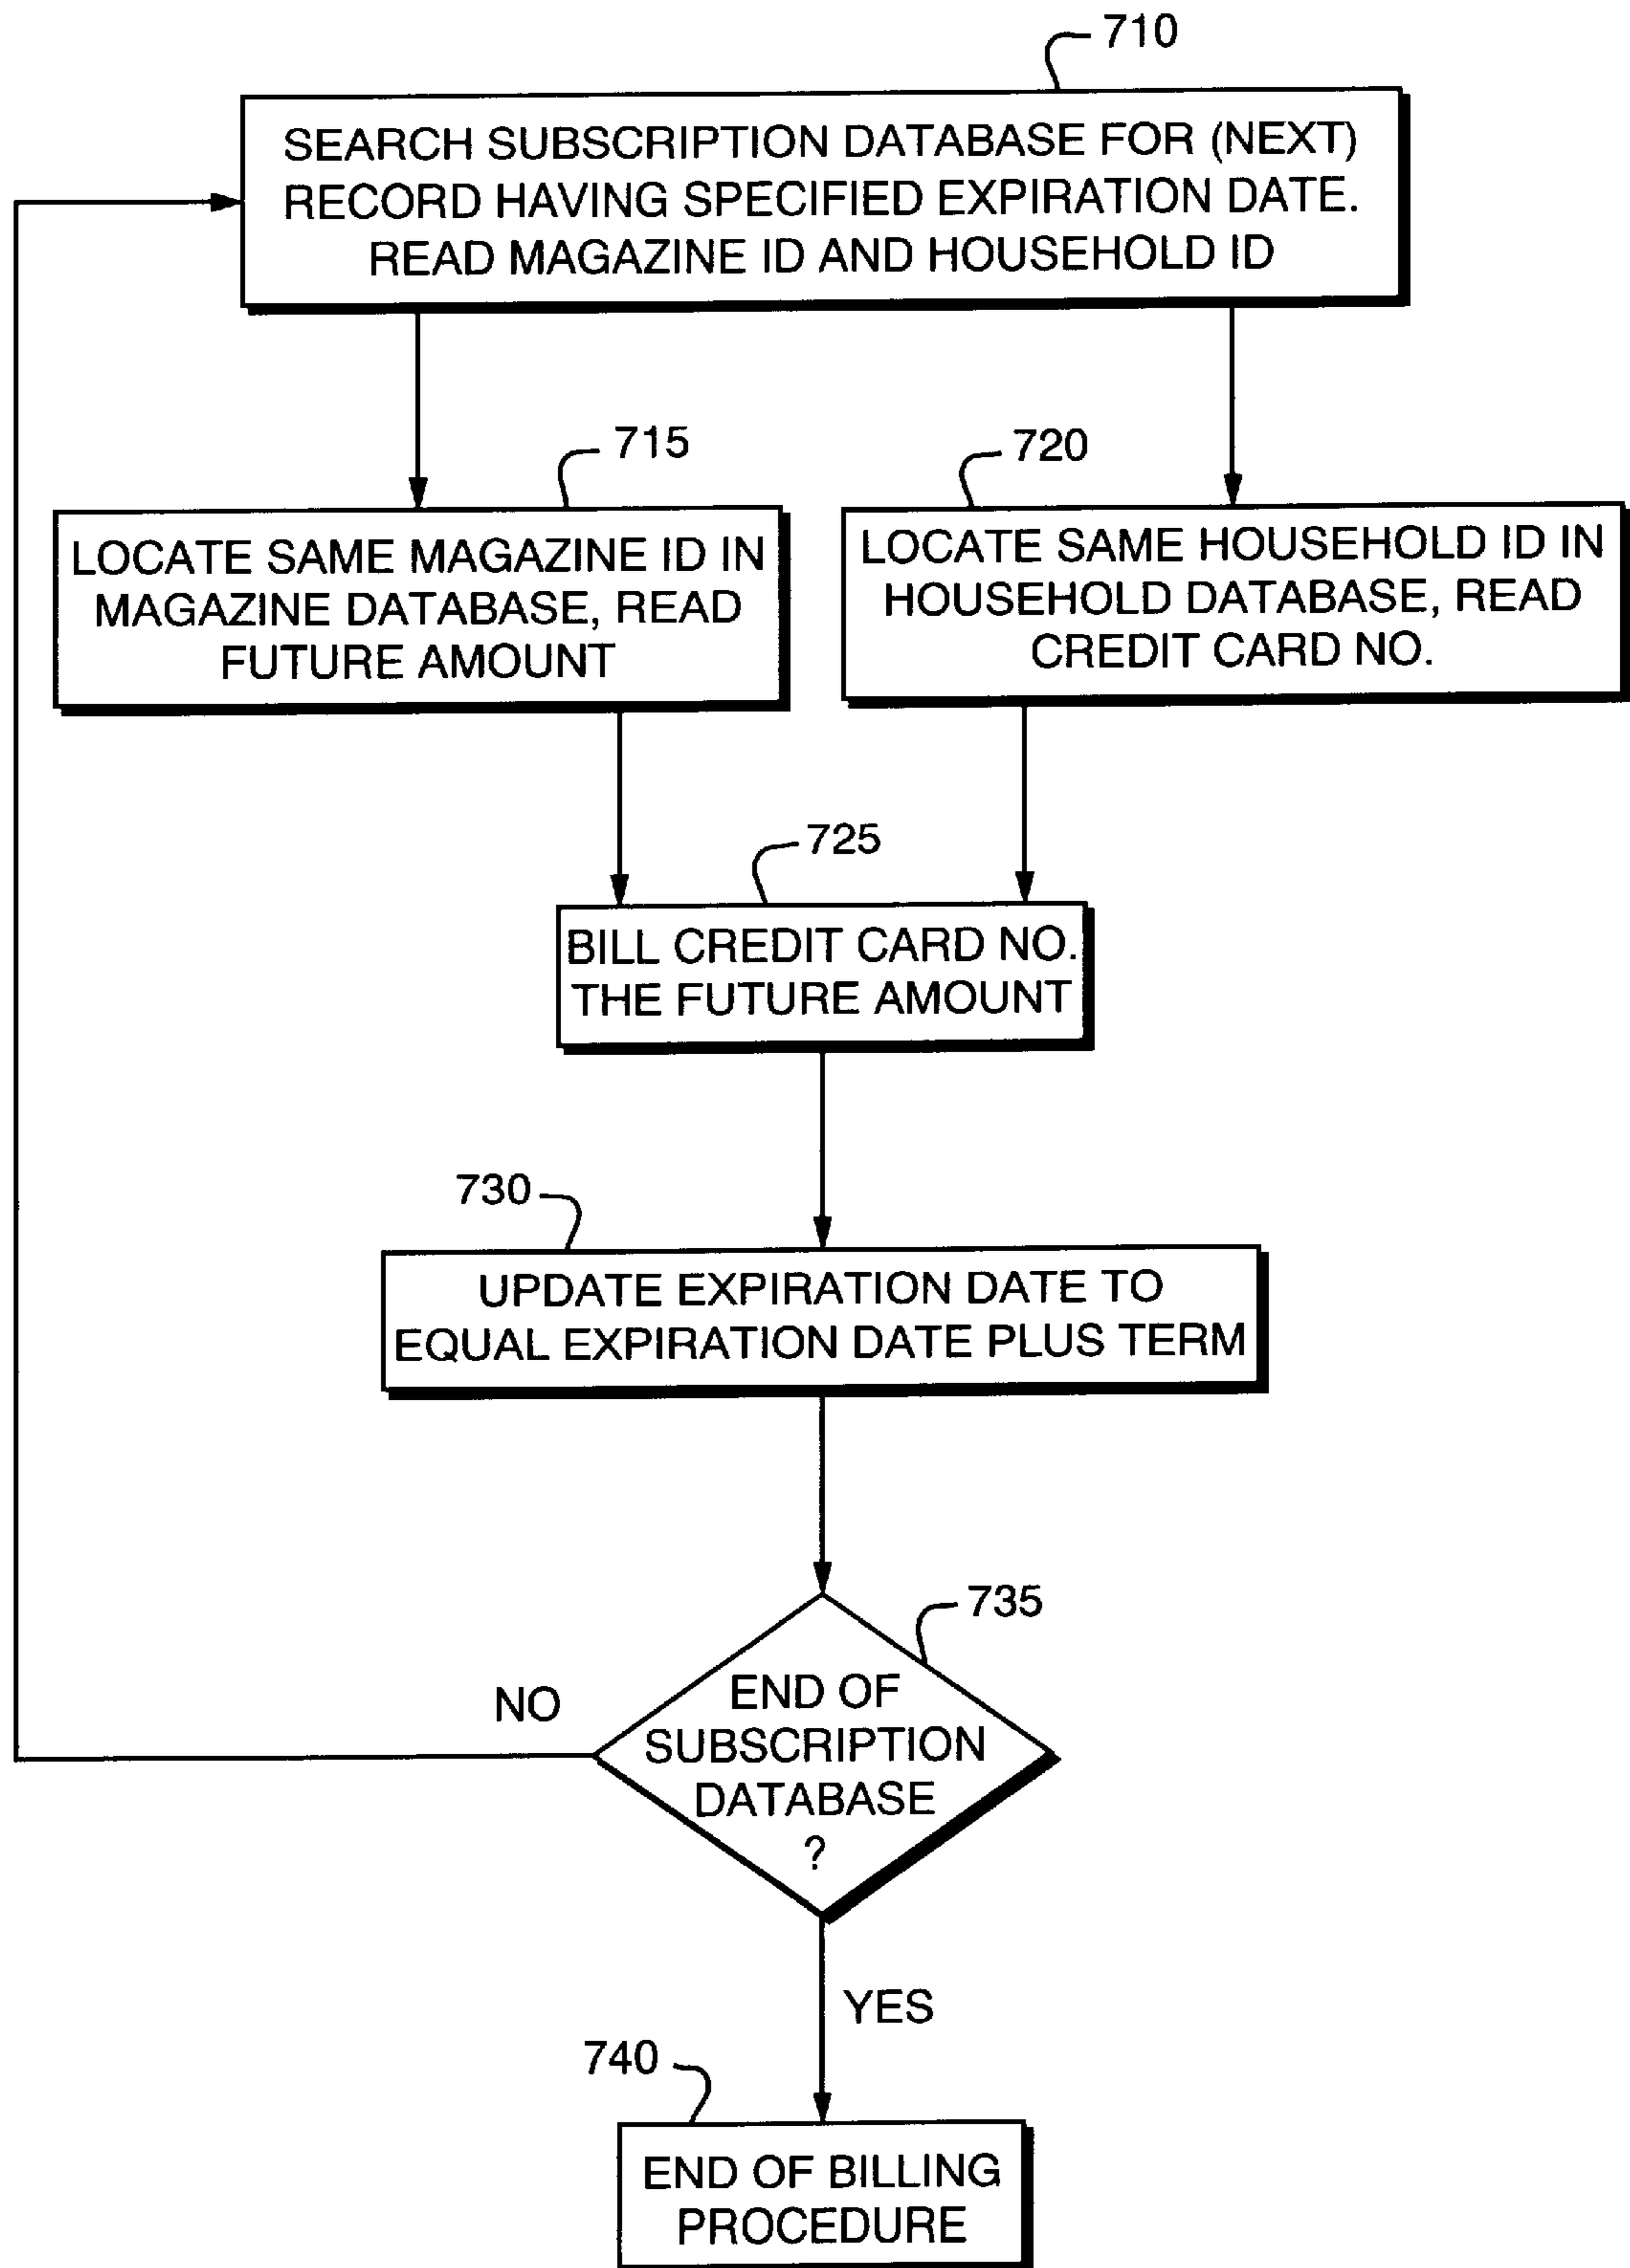 710
SEARCH SUBSCRIPTION DATABASE FOR (NEXT)
RECORD HAVING SPECIFIED EXPIRATION DATE.
READ MAGAZINE ID AND HOUSEHOLD ID
715
LOCATE SAME MAGAZINE ID IN
MAGAZINE DATABASE, READ
FUTURE AMOUNT
720
LOCATE SAME HOUSEHOLD ID IN
HOUSEHOLD DATABASE, READ
CREDIT CARD NO.
725
BILL CREDIT CARD NO.
THE FUTURE AMOUNT
730
UPDATE EXPIRATION DATE TO
EQUAL EXPIRATION DATE PLUS TERM
735
END OF
SUBSCRIPTION
DATABASE
?
NO
YES
740
END OF BILLING
PROCEDURE